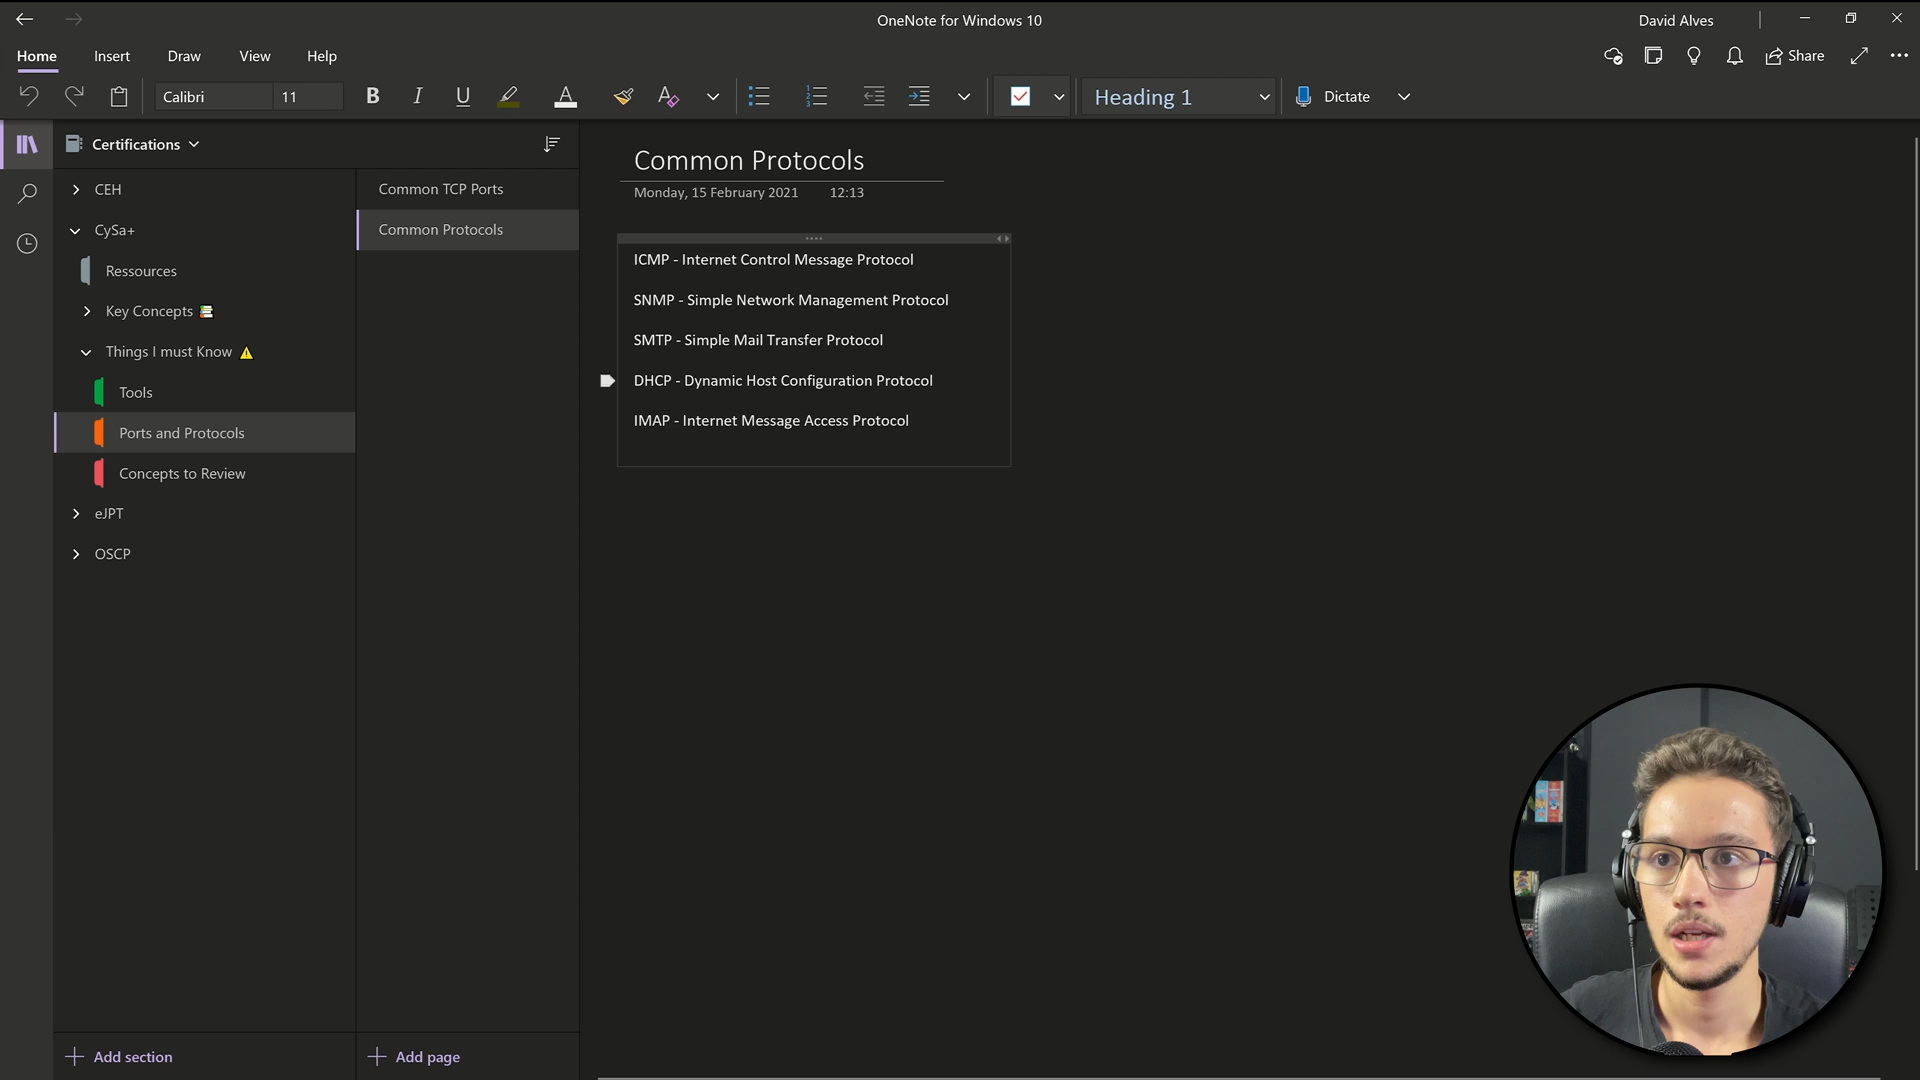 OneNote for Windows 10
David Alves
Home
Insert
Draw
View
Help
Share
Calibri
11
B
I
U
A
A
Heading 1
Dictate
Certifications
CEH
CySa+
Ressources
Key Concepts
Things I must Know
Tools
Ports and Protocols
Concepts to Review
eJPT
OSCP
Add section
Common TCP Ports
Common Protocols
Add page
Common Protocols
Monday, 15 February 2021 12:13
ICMP - Internet Control Message Protocol
SNMP - Simple Network Management Protocol
SMTP - Simple Mail Transfer Protocol
DHCP - Dynamic Host Configuration Protocol
IMAP - Internet Message Access Protocol